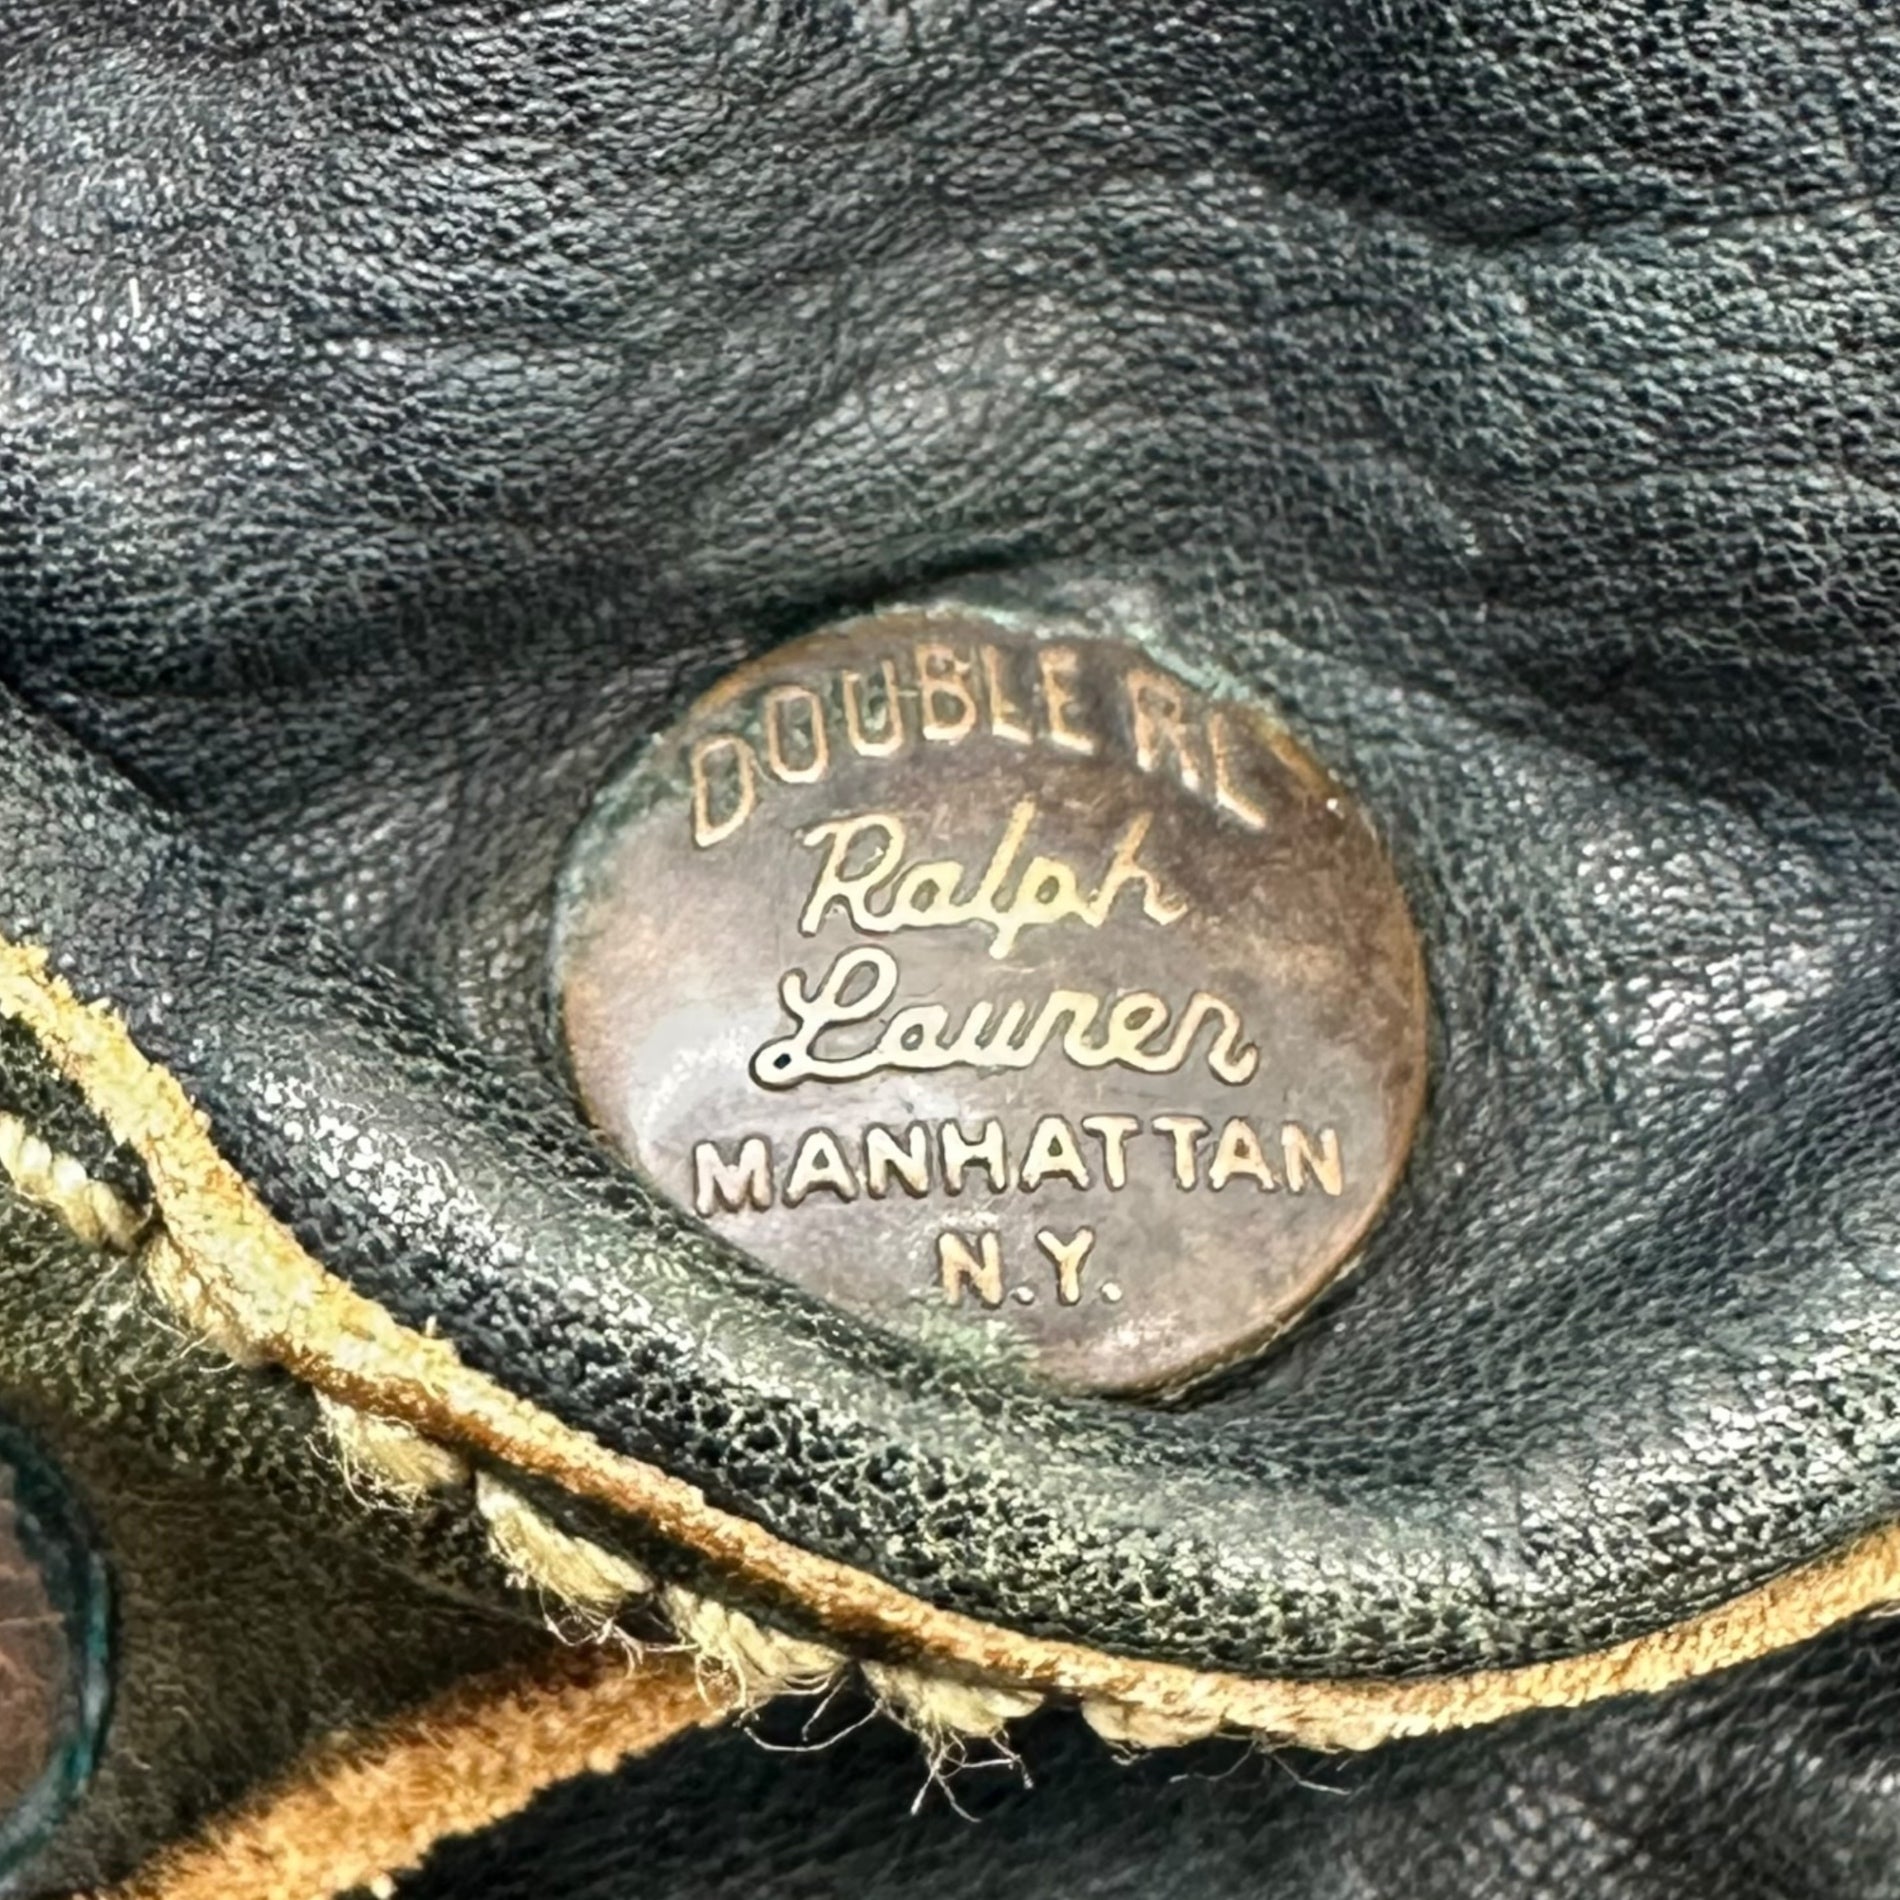 DOUBLE RL
Ralph
Lauren
MANHATTAN
N.Y.